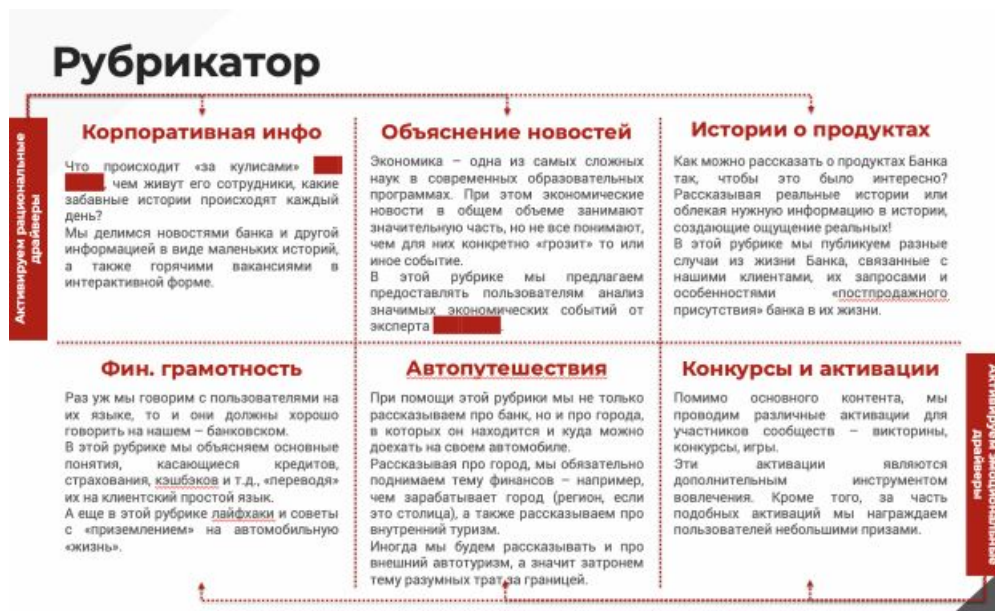 Рубрикатор
Активируем рациональные
драйверы
Корпоративная инфо
Что происходит «за кулисами»
, чем живут его сотрудники, какие
забавные истории происходят каждый
день?
Мы делимся новостями банка и другой
информацией в виде маленьких историй,
а также горячими вакансиями в
интерактивной форме.
Объяснение новостей
Экономика – одна из самых сложных
наук в современных образовательных
программах. При этом экономические
новости в общем объеме занимают
значительную часть, но не все понимают,
чем для них конкретно «грозит» то или
иное событие.
В этой рубрике мы предлагаем
предоставлять пользователям анализ
значимых экономических событий от
эксперта .
Истории о продуктах
Как можно рассказать о продуктах Банка
так, чтобы это было интересно?
Рассказывая реальные истории или
облекая нужную информацию в истории,
создающие ощущение реальных!
В этой рубрике мы публикуем разные
случаи из жизни Банка, связанные с
нашими клиентами, их запросами и
особенностями «постпродажного
присутствия» банка в их жизни.
Фин. грамотность
Раз уж мы говорим с пользователями на
их языке, то и они должны хорошо
говорить на нашем – банковском.
В этой рубрике мы объясняем основные
понятия, касающиеся кредитов,
страхования, кэшбэков и т.д., «переводя»
их на клиентский простой язык.
А еще в этой рубрике лайфхаки и советы
с «приземлением» на автомобильную
«жизнь».
Автопутешествия
При помощи этой рубрики мы не только
рассказываем про банк, но и про города,
в которых он находится и куда можно
доехать на своем автомобиле.
Рассказывая про город, мы обязательно
поднимаем тему финансов – например,
чем зарабатывает город (регион, если
это столица), а также рассказываем про
внутренний туризм.
Иногда мы будем рассказывать и про
внешний автотуризм, а значит затронем
тему разумных трат за границей.
Конкурсы и активации
Помимо основного контента, мы
проводим различные активации для
участников сообществ – викторины,
конкурсы, игры.
Эти активации являются
дополнительным инструментом
вовлечения. Кроме того, за часть
подобных активаций мы награждаем
пользователей небольшими призами.
Активируем эмоциональные
драйверы